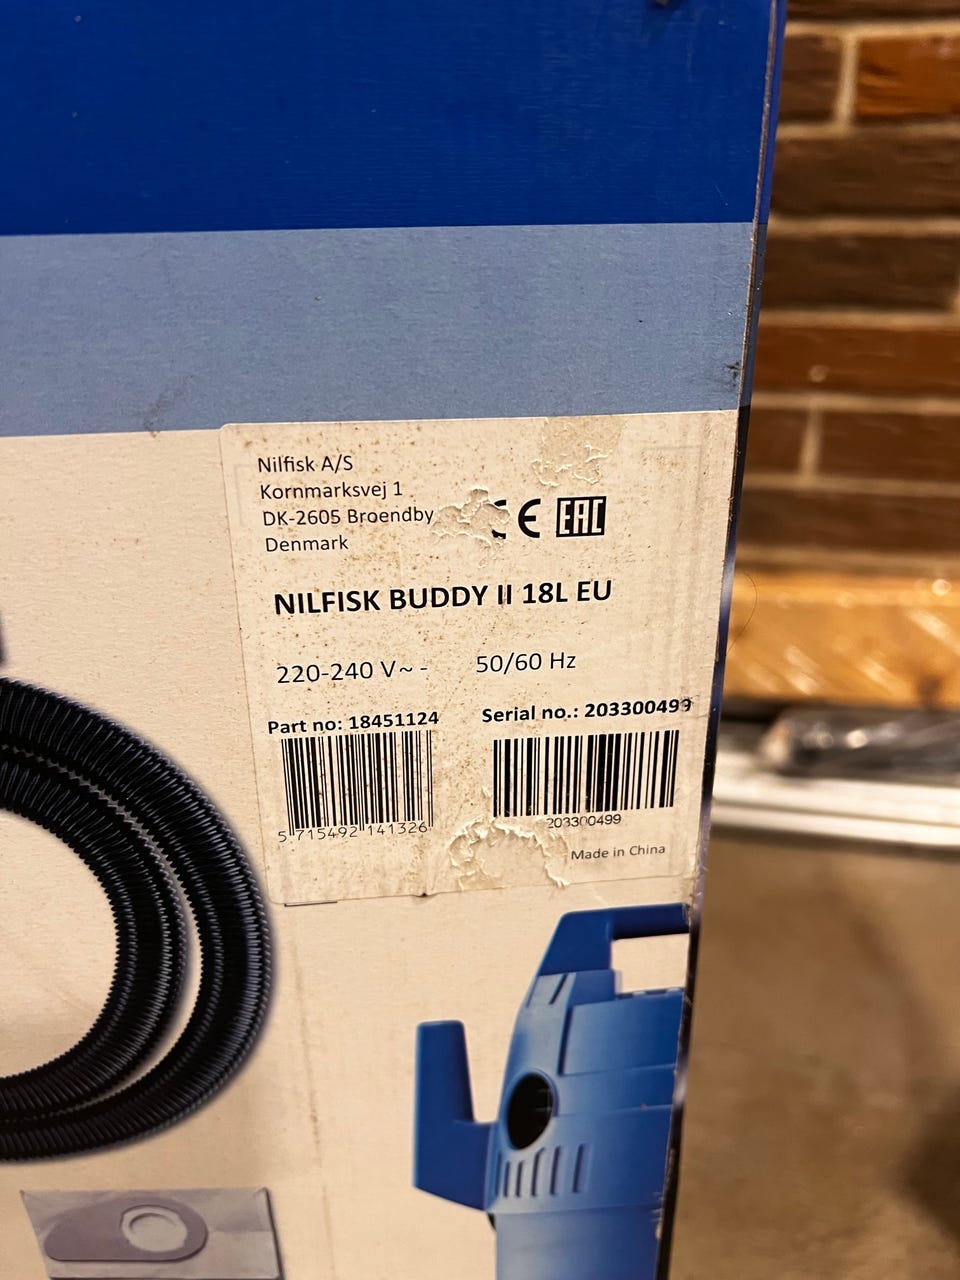 Nilfisk A/S
Kornmarksvej 1
DK-2605 Broendby
Denmark
CE EAC
NILFISK BUDDY II 18L EU
220-240 V~ - 50/60 Hz
Part no: 18451124 Serial no.: 203300499
5 715492 141326 203300499
Made in China